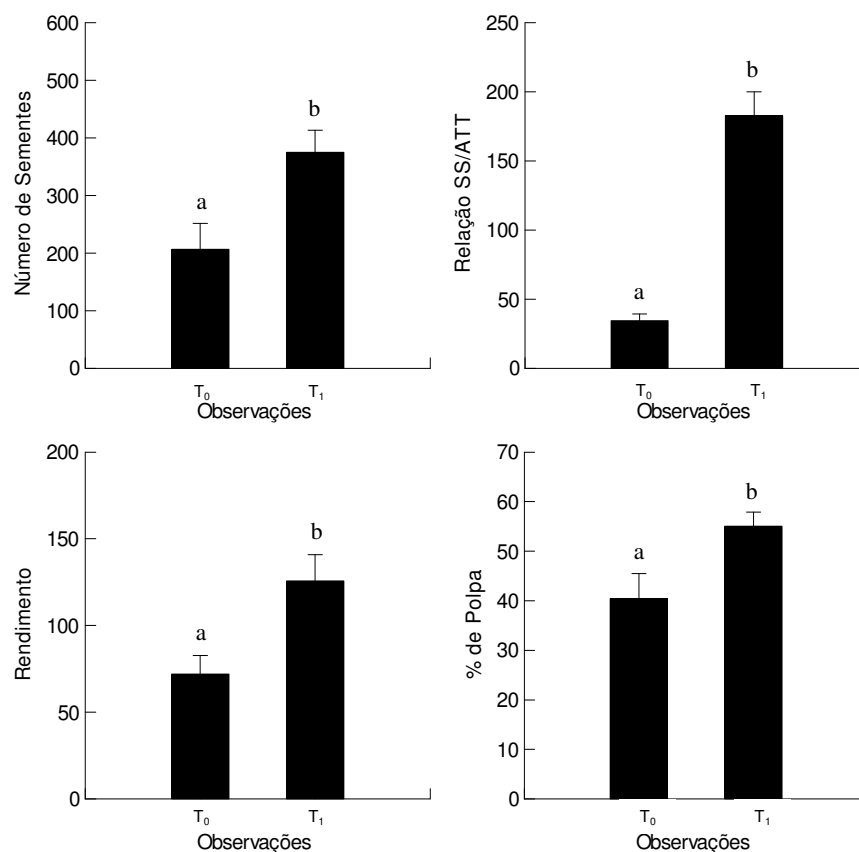 600
500
400
300
200
100
0
Número de Sementes
a
b
T₀
T₁
Observações
250
200
150
100
50
0
Relação SS/ATT
a
b
T₀
T₁
Observações
200
150
100
50
0
Rendimento
a
b
T₀
T₁
Observações
70
60
50
40
30
20
10
0
% de Polpa
a
b
T₀
T₁
Observações